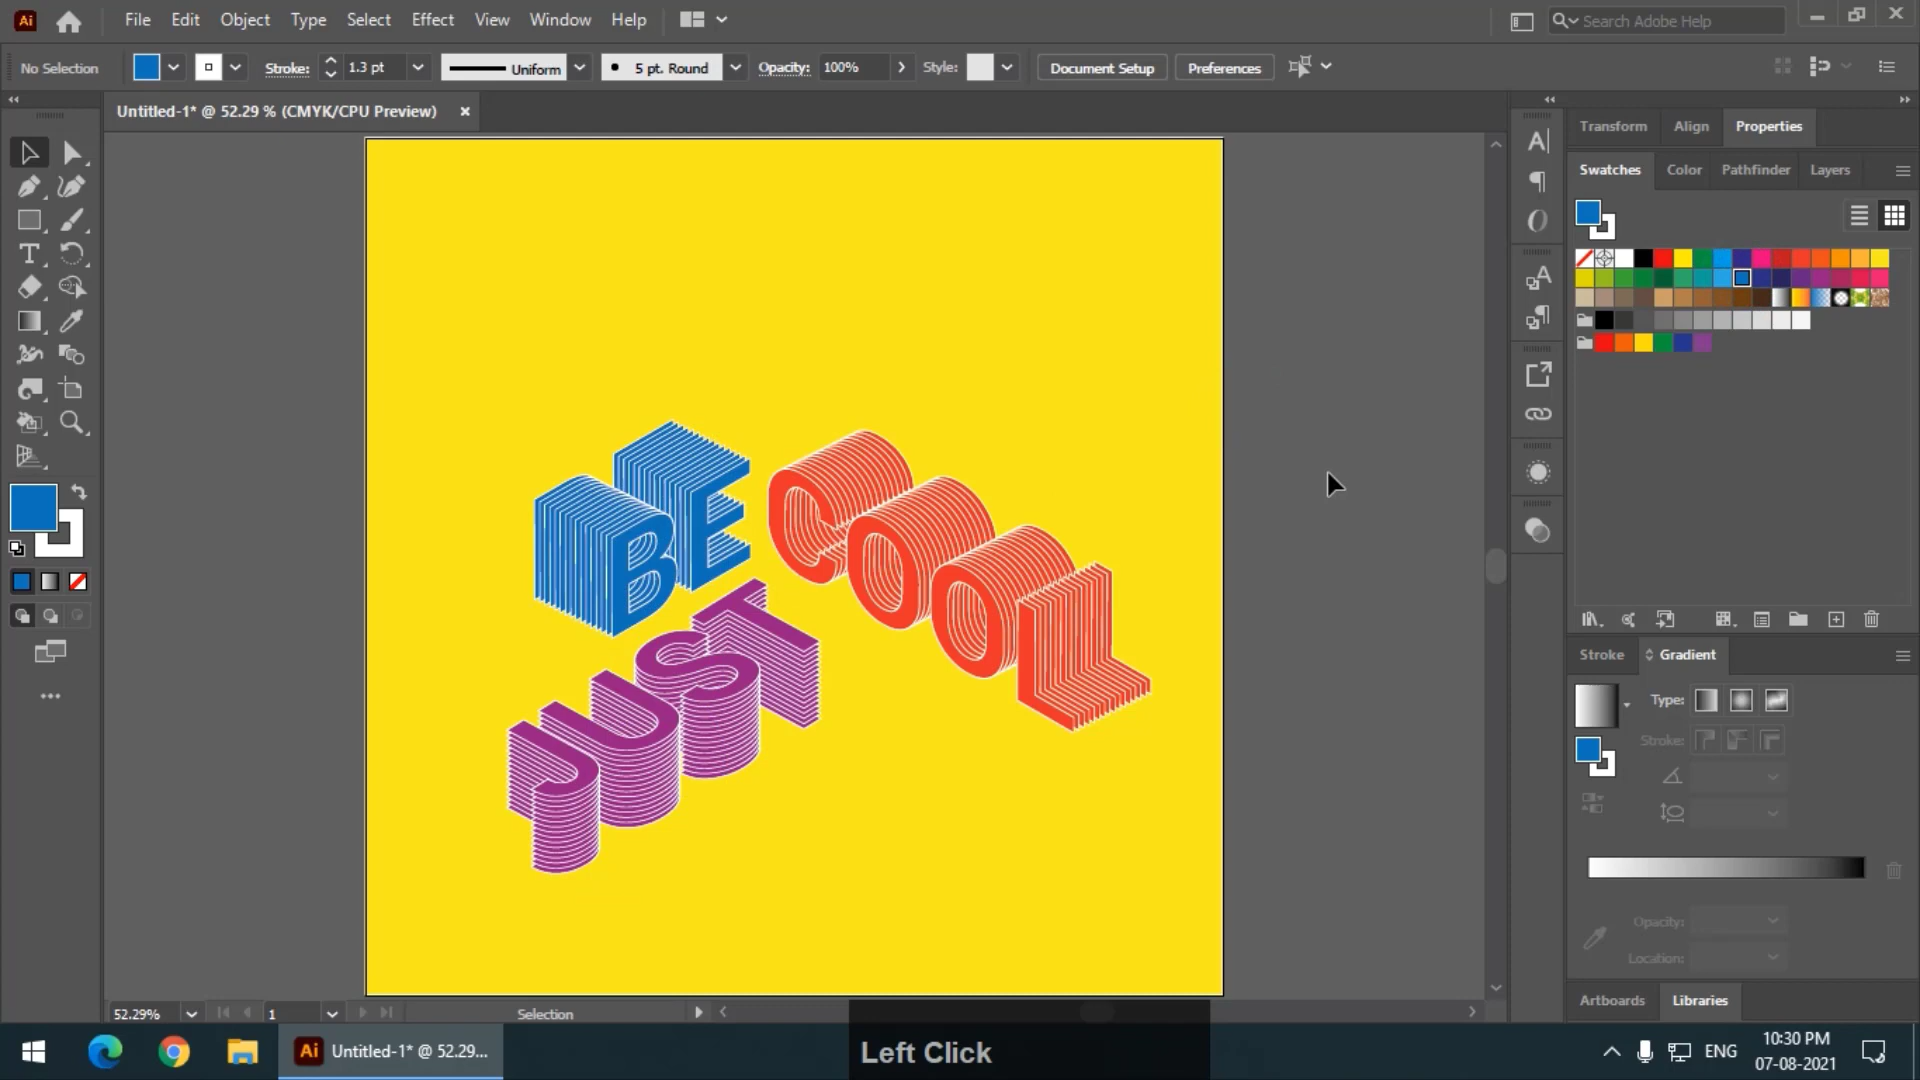 Ai File Edit Object Type Select Effect View Window Help Search Adobe Help
No Selection Stroke: 1.3 pt Uniform 5 pt. Round Opacity: 100% Style: Document Setup Preferences
Untitled-1* @ 52.29 % (CMYK/CPU Preview) ×
Transform Align Properties
Swatches Color Pathfinder Layers
BE COOL
JUST
Stroke Gradient
Type:
Stroke:
Opacity:
Location:
Artboards Libraries
52.29% 1 Selection
Left Click
Ai Untitled-1* @ 52.29... ENG 10:30 PM
07-08-2021